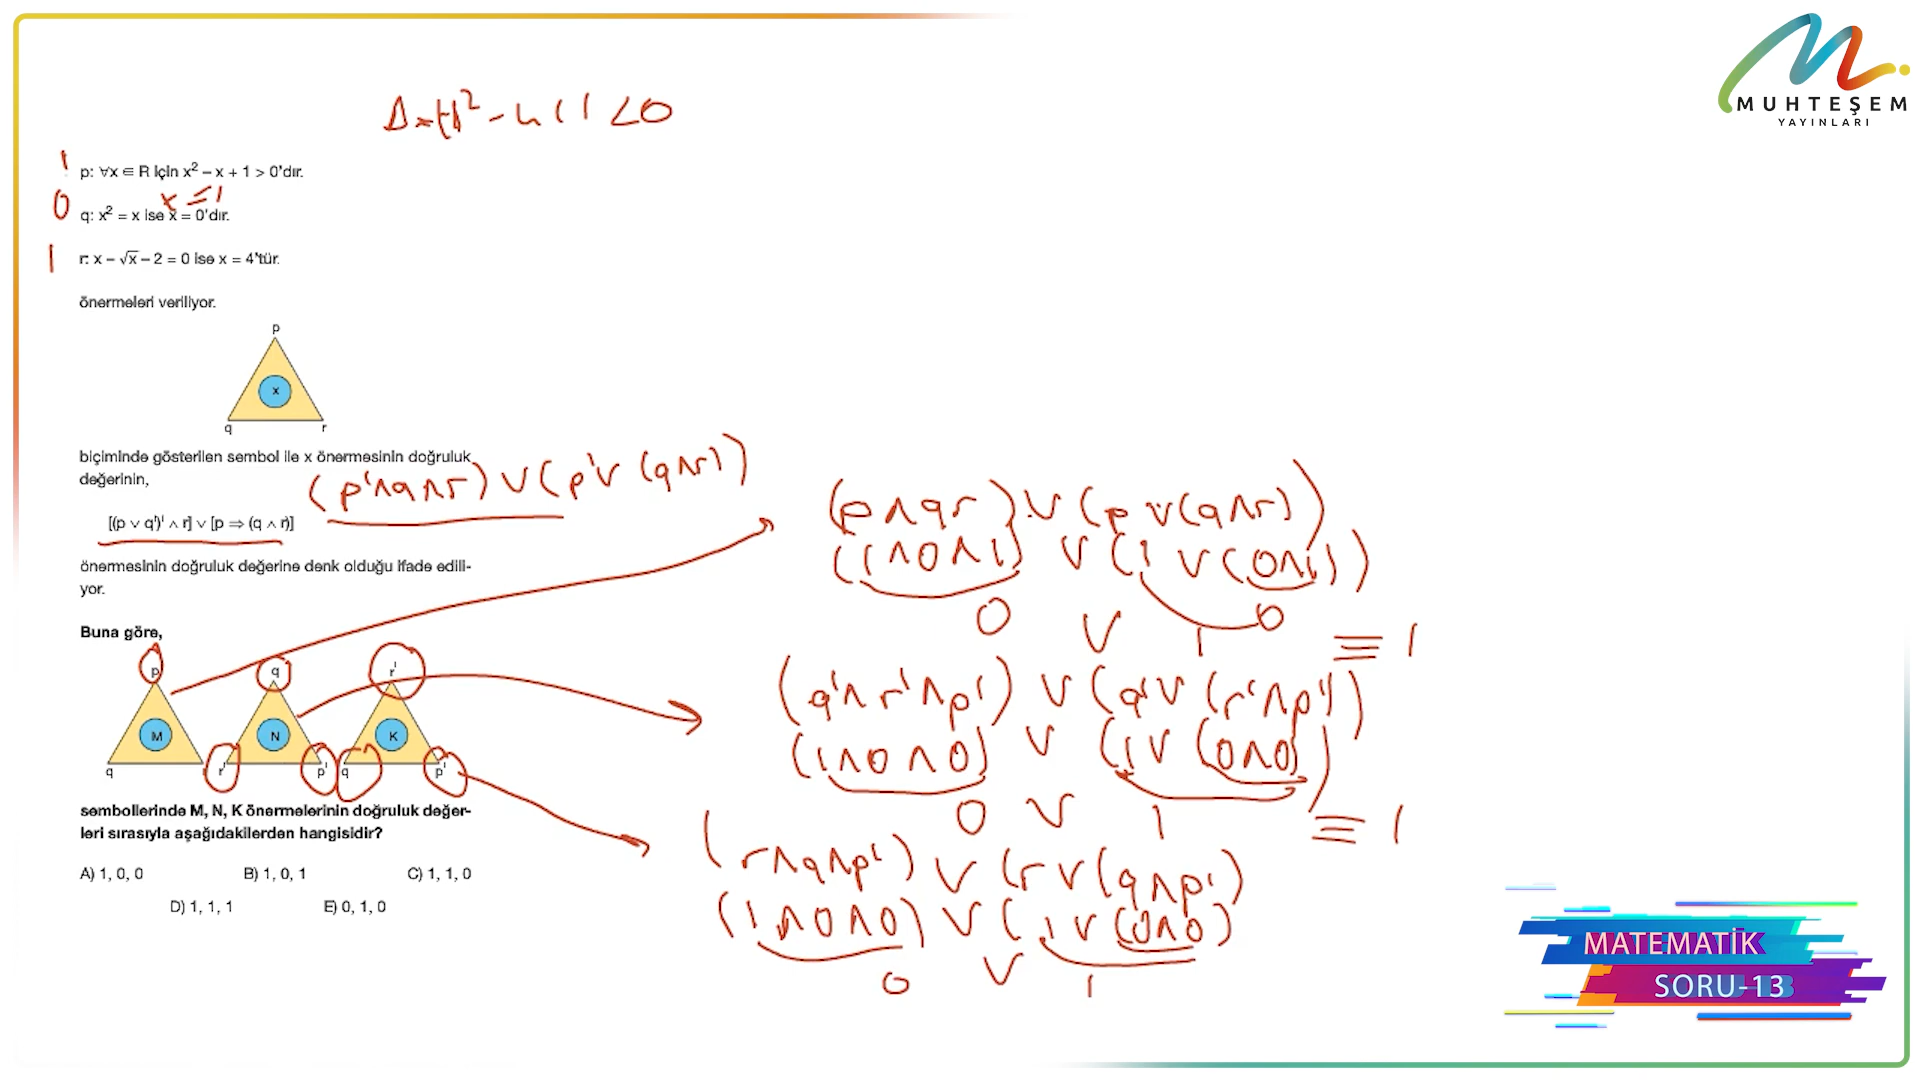 MUHTEŞEM
YAYINLARI
1 p: ∀x ∈ R için x² – x + 1 > 0'dır.
x = 1
0 q: x² = x ise x = 0'dır.
1 r: x – √x – 2 = 0 ise x = 4'tür.
önermeleri veriliyor.
p
x
q r
biçiminde gösterilen sembol ile x önermesinin doğruluk
değerinin,
(p'∧q∧r) ∨ (p'∨ (q∧r))
[(p ∨ q')' ∧ r] ∨ [p ⇒ (q ∧ r)]
önermesinin doğruluk değerine denk olduğu ifade edili-
yor.
Buna göre,
p q r'
M N K
q r' p' q p'
sembollerinde M, N, K önermelerinin doğruluk değer-
leri sırasıyla aşağıdakilerden hangisidir?
A) 1, 0, 0 B) 1, 0, 1 C) 1, 1, 0
D) 1, 1, 1 E) 0, 1, 0
(p ∧ q r) ∨ (p ∨ (q∧r))
(1∧0∧1) ∨ (1 ∨ (0∧1))
0 ∨ 1 0 ≡ 1
(q'∧ r'∧p') ∨ (q'∨ (r'∧p'))
(1∧0∧0) ∨ (1∨ (0∧0))
0 ∨ 1 ≡ 1
(r∧q∧p') ∨ (r ∨ (q∧p')
(1∧0∧0) ∨ (1∨ (0∧0)
0 ∨ 1
MATEMATİK
SORU-13